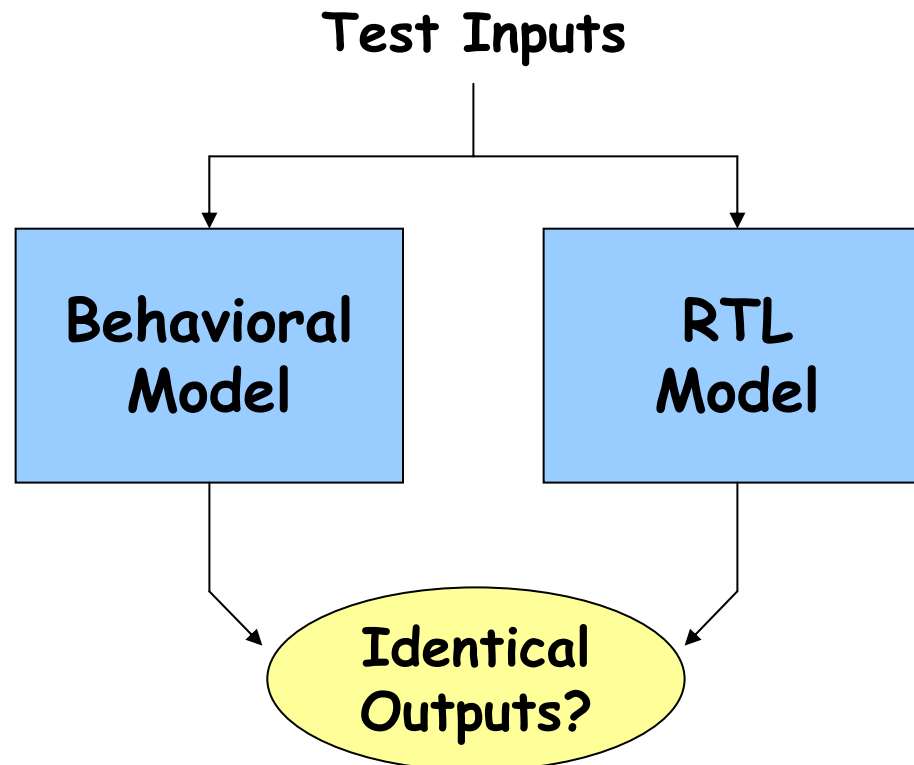 Test Inputs
Behavioral
Model
RTL
Model
Identical
Outputs?